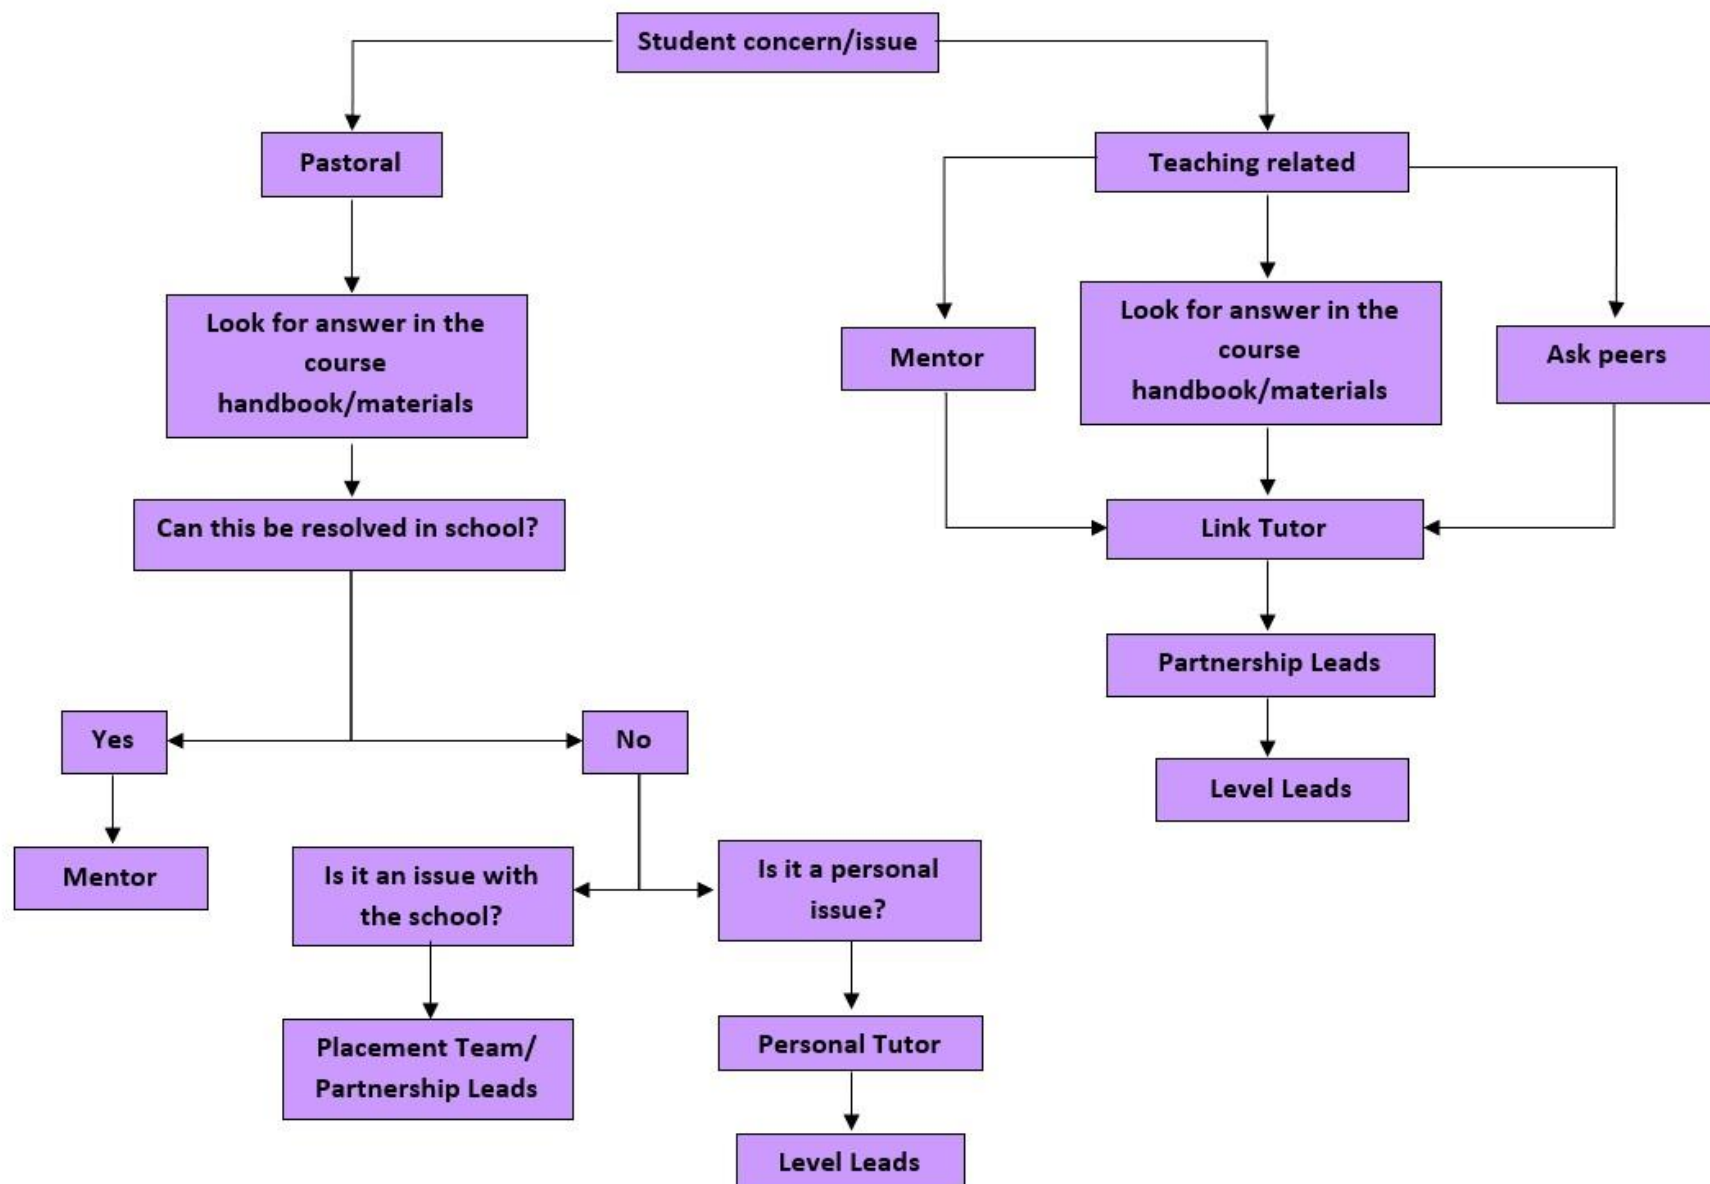 Student concern/issue
Pastoral
Teaching related
Look for answer in the
course
handbook/materials
Look for answer in the
course
handbook/materials
Mentor
Ask peers
Can this be resolved in school?
Link Tutor
Partnership Leads
Yes
No
Level Leads
Mentor
Is it an issue with
the school?
Is it a personal
issue?
Placement Team/
Partnership Leads
Personal Tutor
Level Leads